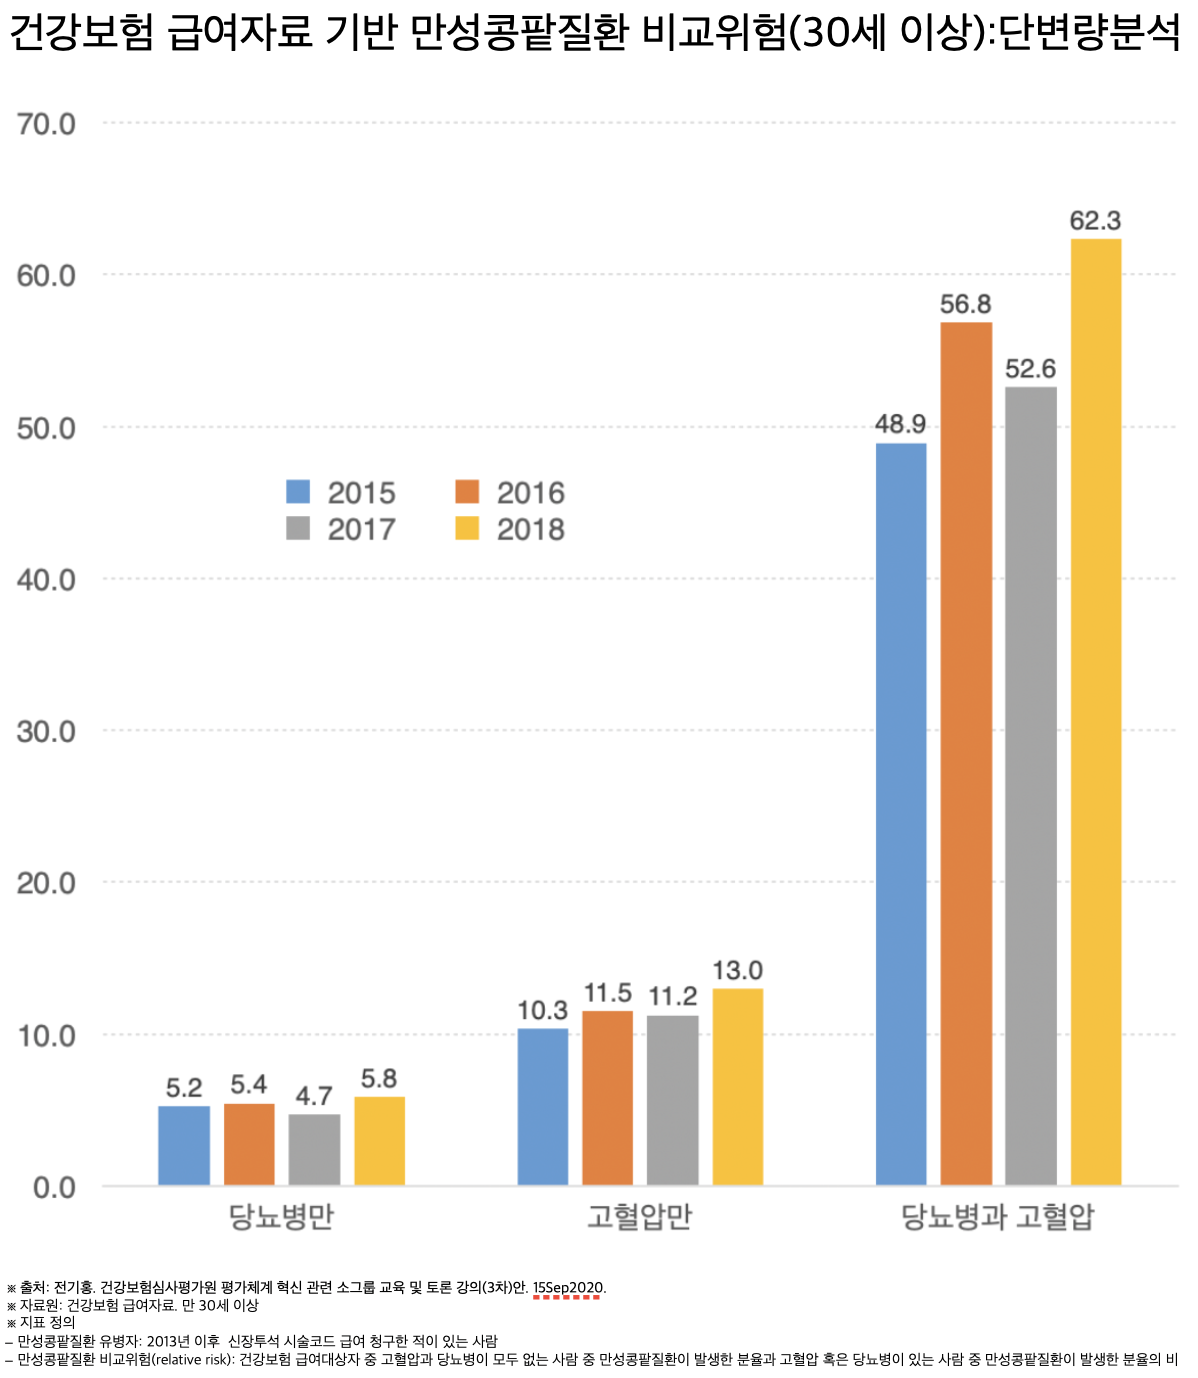 건강보험 급여자료 기반 만성콩팥질환 비교위험(30세 이상):단변량분석
70.0
62.3
60.0
56.8
52.6
50.0
48.9
2015 2016
2017 2018
40.0
30.0
20.0
13.0
10.3 11.5 11.2
10.0
5.2 5.4 4.7 5.8
0.0
당뇨병만 고혈압만 당뇨병과 고혈압
※ 출처: 전기홍. 건강보험심사평가원 평가체계 혁신 관련 소그룹 교육 및 토론 강의(3차)안. 15Sep2020.
※ 자료원: 건강보험 급여자료. 만 30세 이상
※ 지표 정의
– 만성콩팥질환 유병자: 2013년 이후 신장투석 시술코드 급여 청구한 적이 있는 사람
– 만성콩팥질환 비교위험(relative risk): 건강보험 급여대상자 중 고혈압과 당뇨병이 모두 없는 사람 중 만성콩팥질환이 발생한 분율과 고혈압 혹은 당뇨병이 있는 사람 중 만성콩팥질환이 발생한 분율의 비